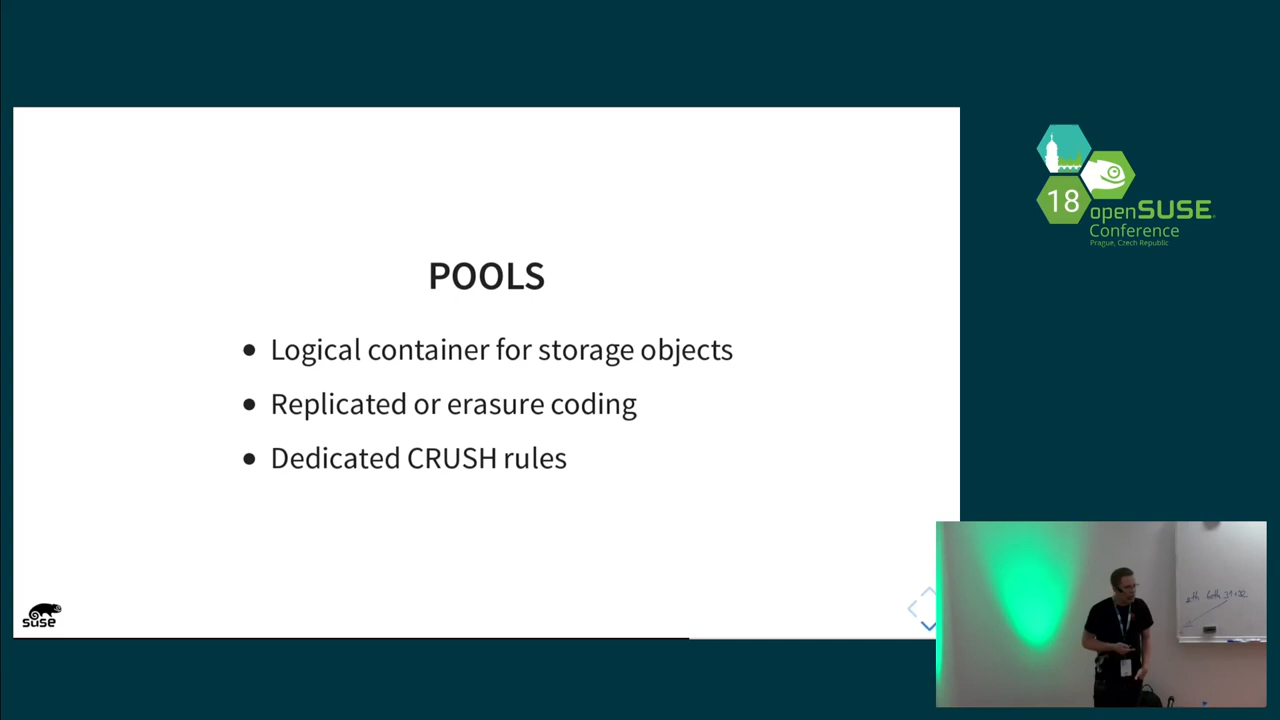 POOLS
• Logical container for storage objects
• Replicated or erasure coding
• Dedicated CRUSH rules
SUSE
18
openSUSE
Conference
Prague, Czech Republic